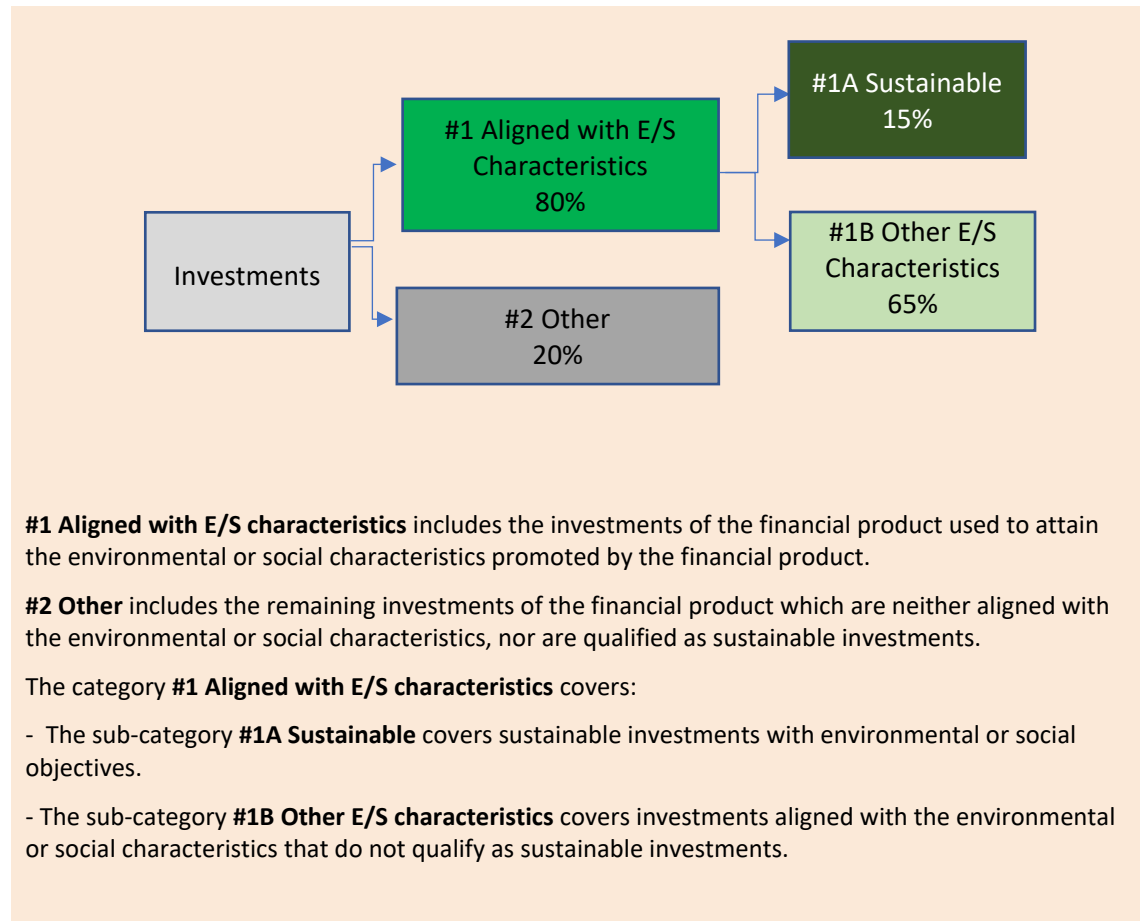 #1A Sustainable
15%
#1 Aligned with E/S
Characteristics
80%
#1B Other E/S
Characteristics
65%
Investments
#2 Other
20%
#1 Aligned with E/S characteristics includes the investments of the financial product used to attain
the environmental or social characteristics promoted by the financial product.
#2 Other includes the remaining investments of the financial product which are neither aligned with
the environmental or social characteristics, nor are qualified as sustainable investments.
The category #1 Aligned with E/S characteristics covers:
- The sub-category #1A Sustainable covers sustainable investments with environmental or social
objectives.
- The sub-category #1B Other E/S characteristics covers investments aligned with the environmental
or social characteristics that do not qualify as sustainable investments.